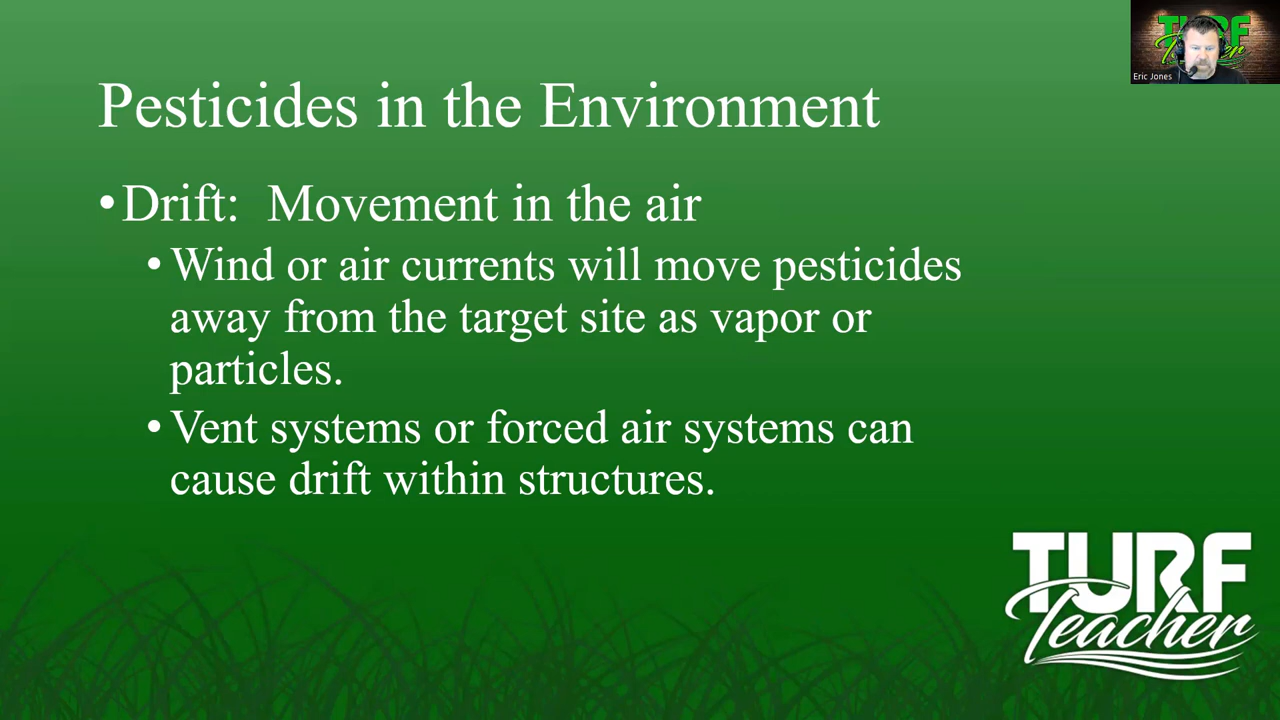 TURF
Teacher
Eric Jones
Pesticides in the Environment
• Drift:  Movement in the air
• Wind or air currents will move pesticides
away from the target site as vapor or
particles.
• Vent systems or forced air systems can
cause drift within structures.
TURF
Teacher